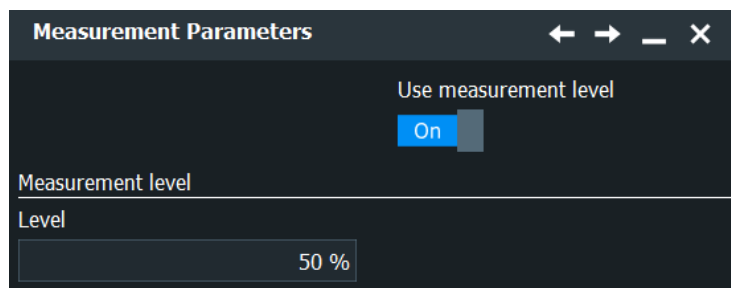 Measurement Parameters
Use measurement level
On
Measurement level
Level
50 %